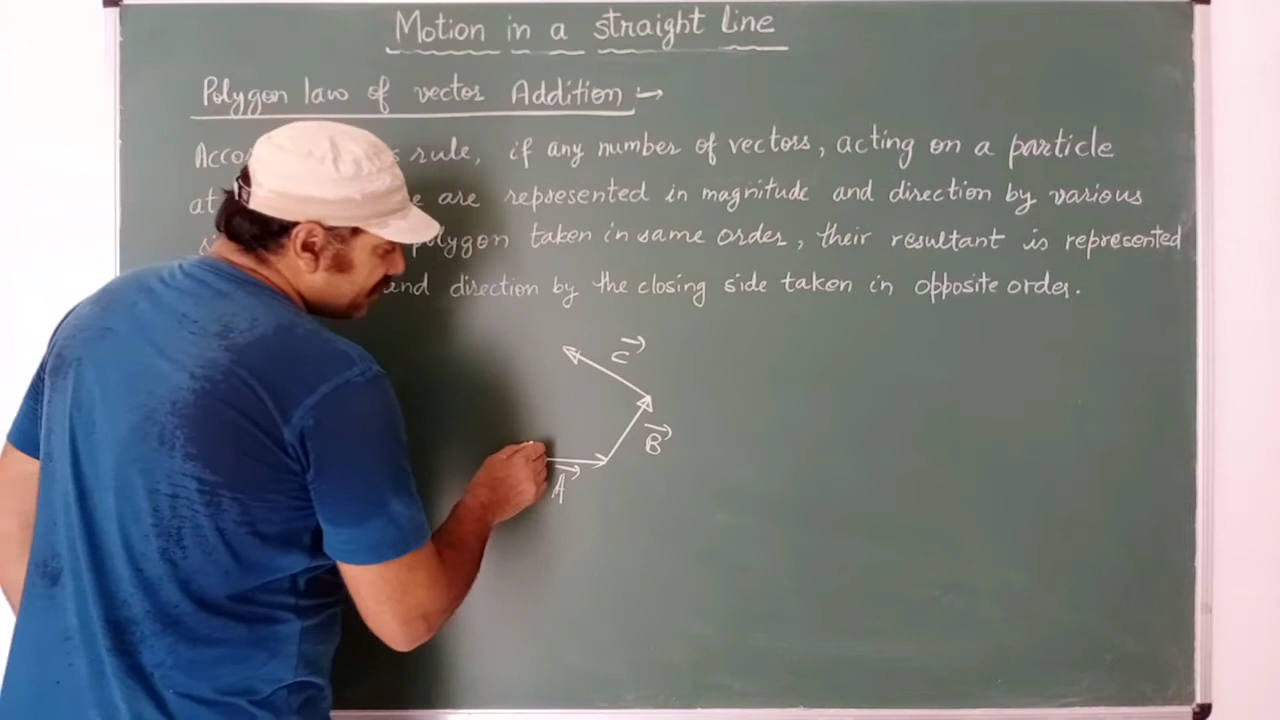 Motion in a straight line
Polygon law of vector Addition :→
rule, if any number of vectors, acting on a particle
at are represented in magnitude and direction by various
polygon taken in same order, their resultant is represented
and direction by the closing side taken in opposite order.
C
B
A